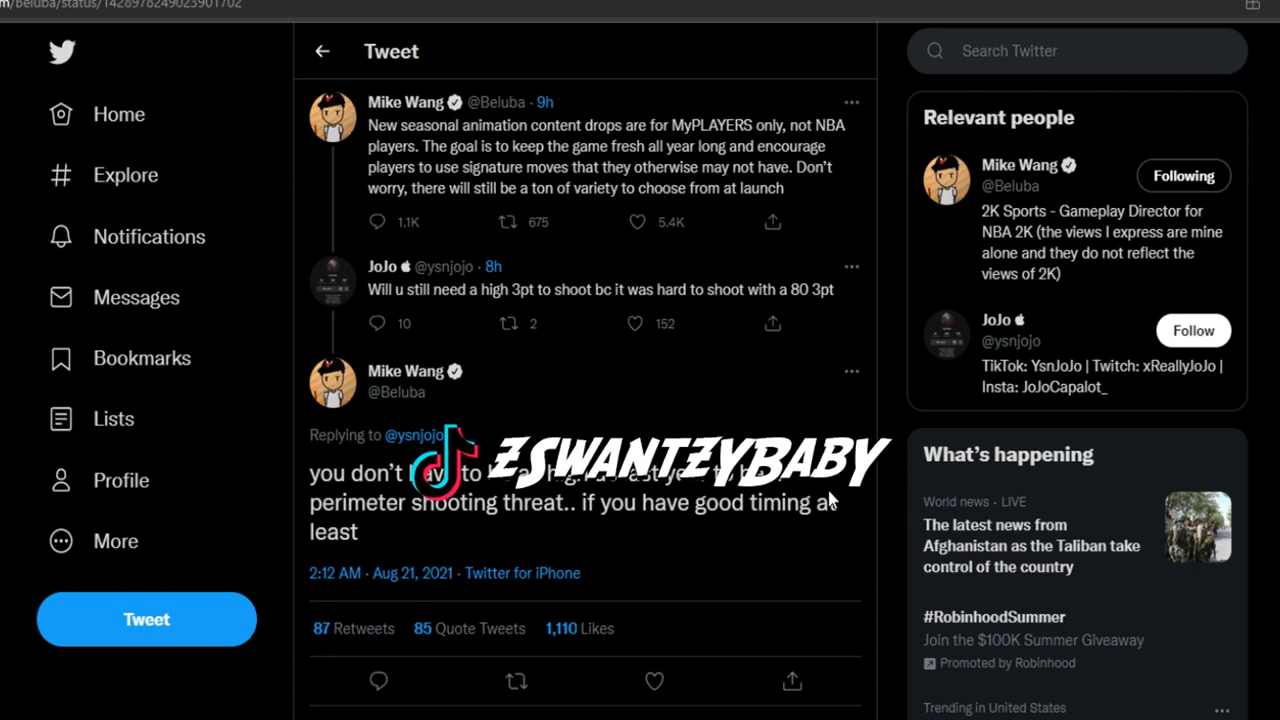 m/Beluba/status/1428978249023901702
Tweet
Search Twitter
Home
Explore
Notifications
Messages
Bookmarks
Lists
Profile
More
Tweet
Mike Wang @Beluba · 9h
New seasonal animation content drops are for MyPLAYERS only, not NBA
players. The goal is to keep the game fresh all year long and encourage
players to use signature moves that they otherwise may not have. Don't
worry, there will still be a ton of variety to choose from at launch
1.1K 675 5.4K
JoJo @ysnjojo · 8h
Will u still need a high 3pt to shoot bc it was hard to shoot with a 80 3pt
10 2 152
Mike Wang
@Beluba
Replying to @ysnjojo
ZSWANTZYBABY
you don't have to
perimeter shooting threat.. if you have good timing at
least
2:12 AM · Aug 21, 2021 · Twitter for iPhone
87 Retweets 85 Quote Tweets 1,110 Likes
Relevant people
Mike Wang
@Beluba
Following
2K Sports - Gameplay Director for
NBA 2K (the views I express are mine
alone and they do not reflect the
views of 2K)
JoJo
@ysnjojo
Follow
TikTok: YsnJoJo | Twitch: xReallyJoJo |
Insta: JoJoCapalot_
What's happening
World news · LIVE
The latest news from
Afghanistan as the Taliban take
control of the country
#RobinhoodSummer
Join the $100K Summer Giveaway
Promoted by Robinhood
Trending in United States